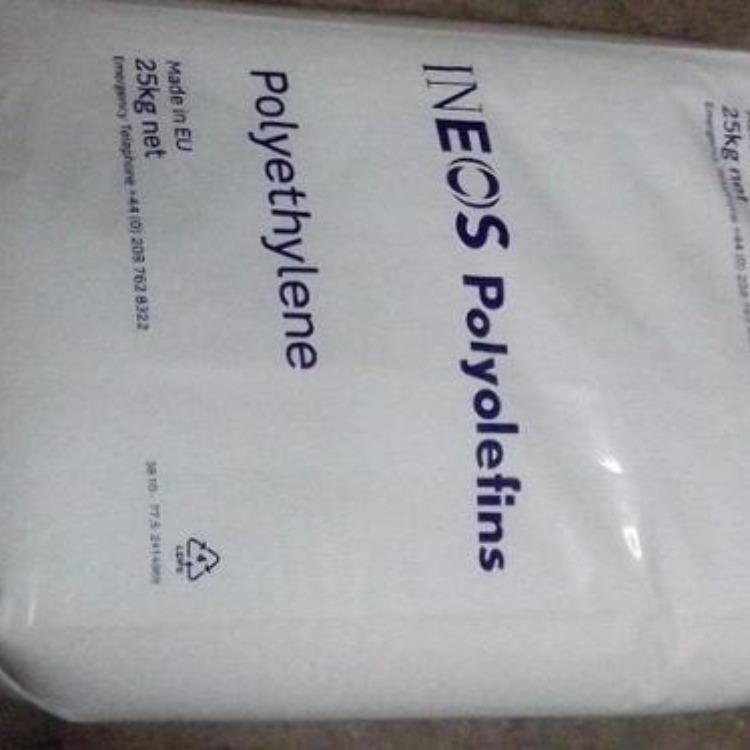 INEOS Polyolefins
Polyethylene
Made in EU
25kg net
Emergency Telephone +44 (0) 208 762 8322
4
LDPE
25kg net